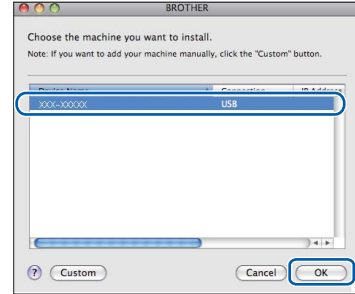 BROTHER
Choose the machine you want to install.
Note: If you want to add your machine manually, click the "Custom" button.
Device Name Connection IP Address
XXX-XXXXX USB
? Custom Cancel OK